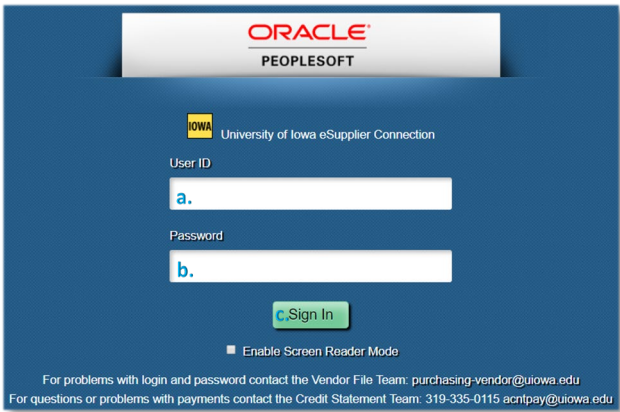 ORACLE®
PEOPLESOFT
IOWA
University of Iowa eSupplier Connection
User ID
a.
Password
b.
c.Sign In
Enable Screen Reader Mode
For problems with login and password contact the Vendor File Team: purchasing-vendor@uiowa.edu
For questions or problems with payments contact the Credit Statement Team: 319-335-0115 acntpay@uiowa.edu